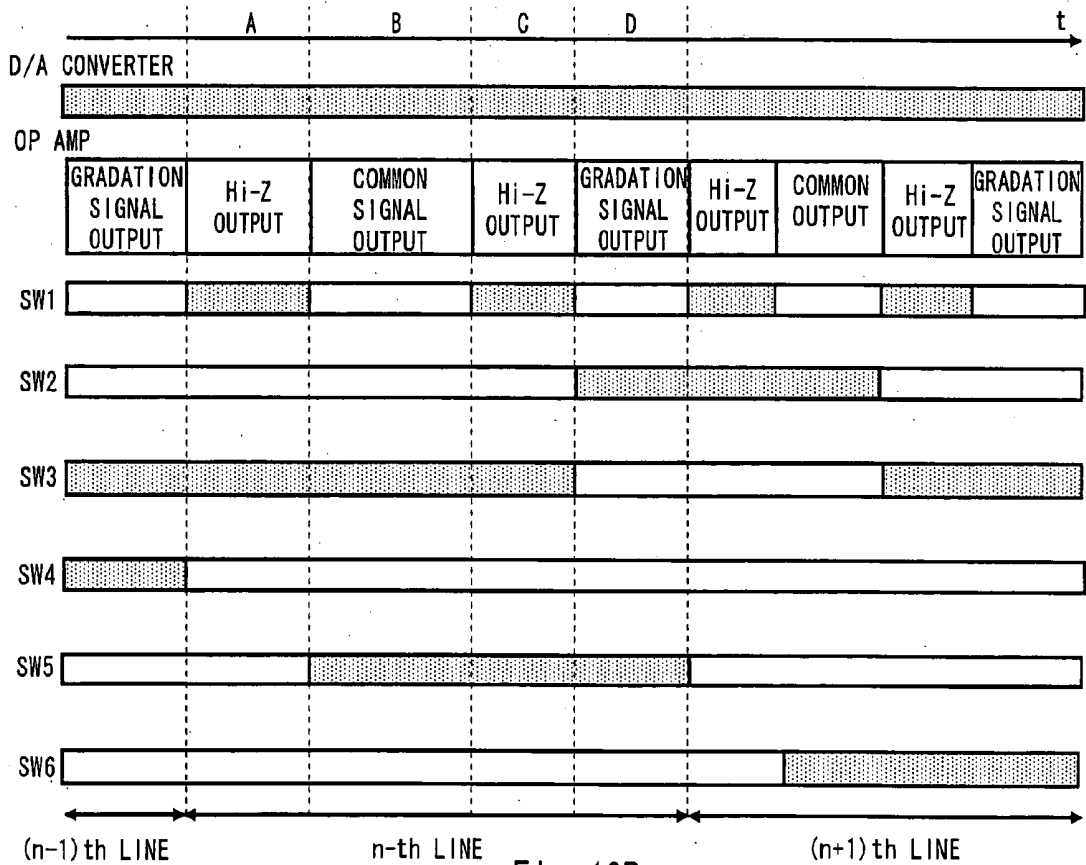 A B C D t
D/A CONVERTER
OP AMP
GRADATION SIGNAL OUTPUT
Hi-Z OUTPUT
COMMON SIGNAL OUTPUT
Hi-Z OUTPUT
GRADATION SIGNAL OUTPUT
Hi-Z OUTPUT
COMMON OUTPUT
Hi-Z OUTPUT
GRADATION SIGNAL OUTPUT
SW1
SW2
SW3
SW4
SW5
SW6
(n-1)th LINE n-th LINE (n+1)th LINE